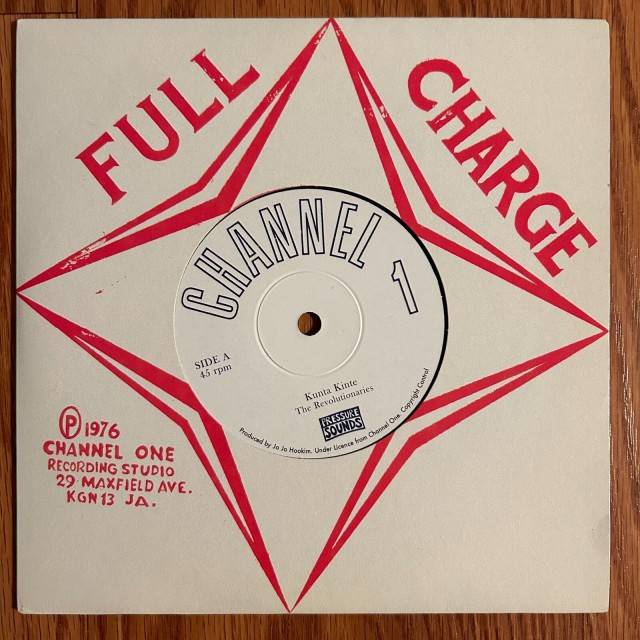 FULL
CHARGE
CHANNEL 1
SIDE A
45 rpm
Kunta Kinte
The Revolutionaries
PRESSURE
SOUNDS
Produced by Jo Jo Hookim. Under Licence from Channel One. Copyright Control
Ⓟ 1976
CHANNEL ONE
RECORDING STUDIO
29 MAXFIELD AVE.
KGN 13 JA.